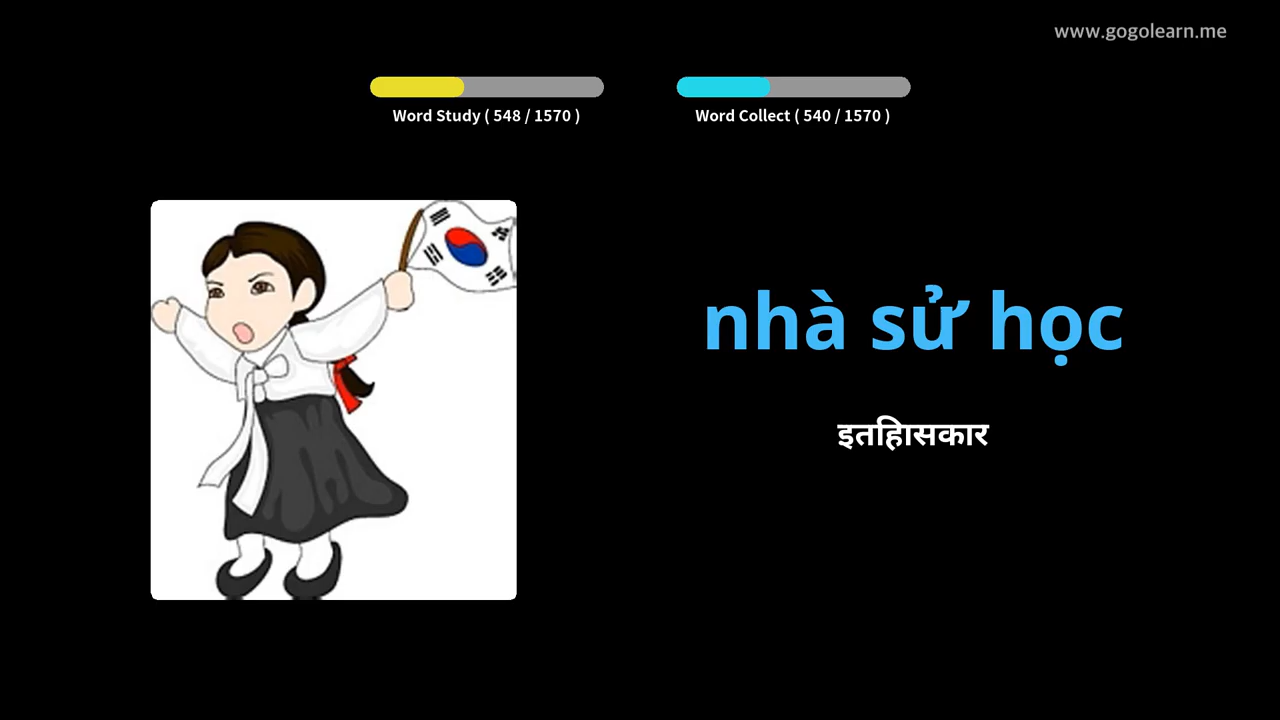 www.gogolearn.me
Word Study ( 548 / 1570 )
Word Collect ( 540 / 1570 )
nhà sử học
इतिहासकार